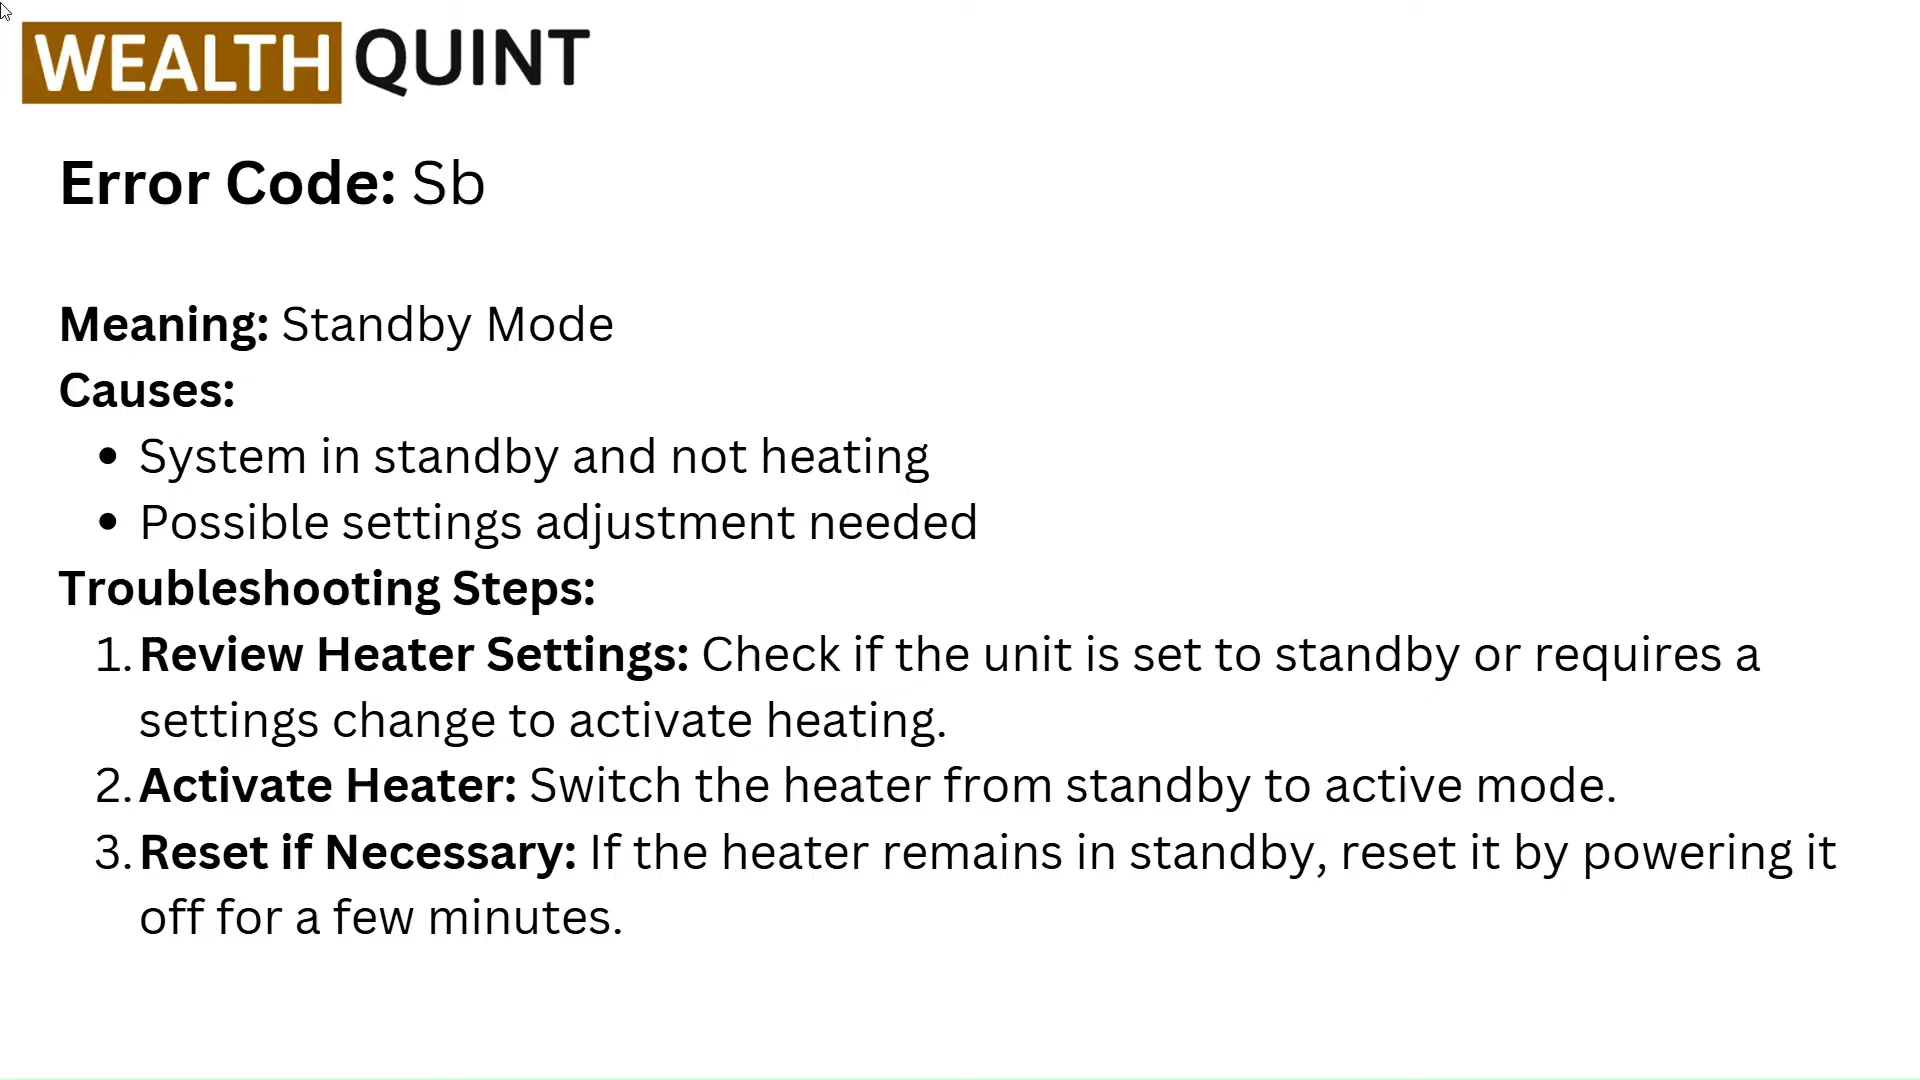 WEALTH QUINT
Error Code: Sb
Meaning: Standby Mode
Causes:
• System in standby and not heating
• Possible settings adjustment needed
Troubleshooting Steps:
1. Review Heater Settings: Check if the unit is set to standby or requires a
settings change to activate heating.
2. Activate Heater: Switch the heater from standby to active mode.
3. Reset if Necessary: If the heater remains in standby, reset it by powering it
off for a few minutes.